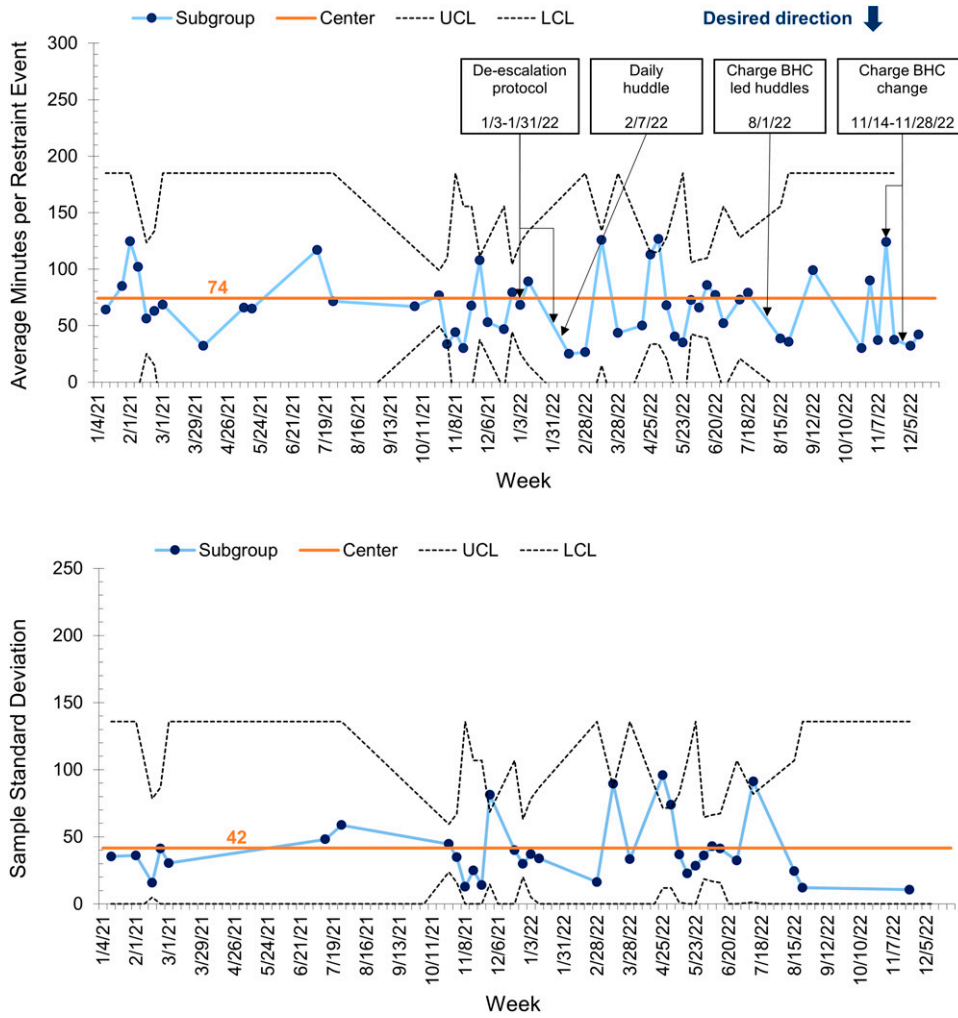 Subgroup Center UCL LCL Desired direction
300
250
200
150
100
50
0
Average Minutes per Restraint Event
De-escalation
protocol
1/3-1/31/22
Daily
huddle
2/7/22
Charge BHC
led huddles
8/1/22
Charge BHC
change
11/14-11/28/22
74
1/4/21 2/1/21 3/1/21 3/29/21 4/26/21 5/24/21 6/21/21 7/19/21 8/16/21 9/13/21 10/11/21 11/8/21 12/6/21 1/3/22 1/31/22 2/28/22 3/28/22 4/25/22 5/23/22 6/20/22 7/18/22 8/15/22 9/12/22 10/10/22 11/7/22 12/5/22
Week
Subgroup Center UCL LCL
250
200
150
100
50
0
Sample Standard Deviation
42
1/4/21 2/1/21 3/1/21 3/29/21 4/26/21 5/24/21 6/21/21 7/19/21 8/16/21 9/13/21 10/11/21 11/8/21 12/6/21 1/3/22 1/31/22 2/28/22 3/28/22 4/25/22 5/23/22 6/20/22 7/18/22 8/15/22 9/12/22 10/10/22 11/7/22 12/5/22
Week